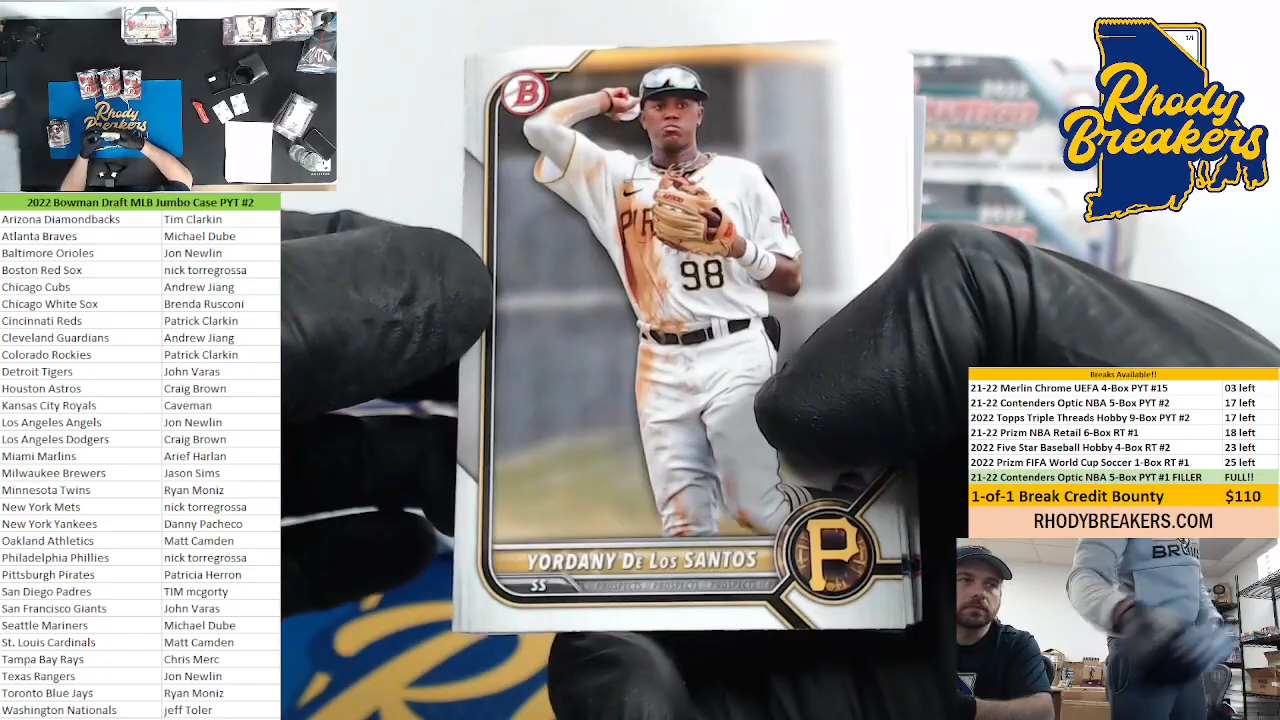 2022 Bowman Draft MLB Jumbo Case PYT #2
Arizona Diamondbacks Tim Clarkin
Atlanta Braves Michael Dube
Baltimore Orioles Jon Newlin
Boston Red Sox nick torregrossa
Chicago Cubs Andrew Jiang
Chicago White Sox Brenda Rusconi
Cincinnati Reds Patrick Clarkin
Cleveland Guardians Andrew Jiang
Colorado Rockies Patrick Clarkin
Detroit Tigers John Varas
Houston Astros Craig Brown
Kansas City Royals Caveman
Los Angeles Angels Jon Newlin
Los Angeles Dodgers Craig Brown
Miami Marlins Arief Harlan
Milwaukee Brewers Jason Sims
Minnesota Twins Ryan Moniz
New York Mets nick torregrossa
New York Yankees Danny Pacheco
Oakland Athletics Matt Camden
Philadelphia Phillies nick torregrossa
Pittsburgh Pirates Patricia Herron
San Diego Padres TIM mcgorty
San Francisco Giants John Varas
Seattle Mariners Michael Dube
St. Louis Cardinals Matt Camden
Tampa Bay Rays Chris Merc
Texas Rangers Jon Newlin
Toronto Blue Jays Ryan Moniz
Washington Nationals jeff Toler
Rhody
Breakers
B
PIR
98
YORDANY DE LOS SANTOS
SS PROSPECTS PROSPECTS PROSPECTS
P
2022
2022
1/1
Rhody
Breakers
Breaks Available!!
21-22 Merlin Chrome UEFA 4-Box PYT #15 03 left
21-22 Contenders Optic NBA 5-Box PYT #2 17 left
2022 Topps Triple Threads Hobby 9-Box PYT #2 17 left
21-22 Prizm NBA Retail 6-Box RT #1 18 left
2022 Five Star Baseball Hobby 4-Box RT #2 23 left
2022 Prizm FIFA World Cup Soccer 1-Box RT #1 25 left
21-22 Contenders Optic NBA 5-Box PYT #1 FILLER FULL!!
1-of-1 Break Credit Bounty $110
RHODYBREAKERS.COM